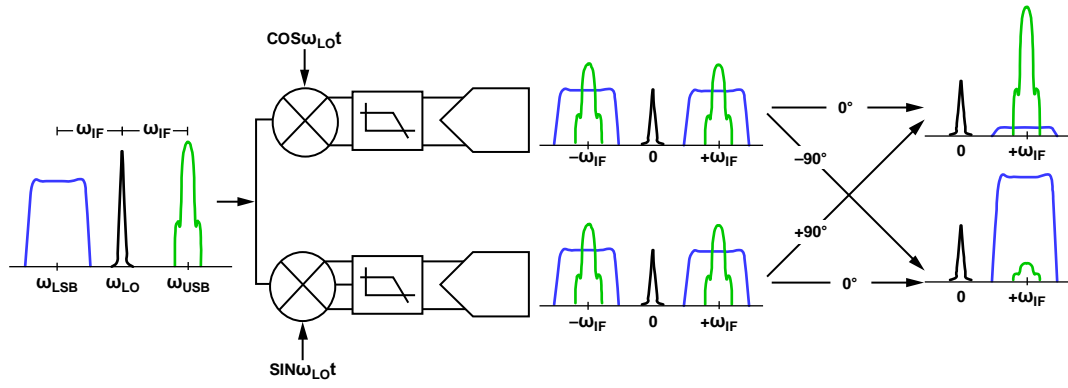 COSωLOt
ωIF ωIF
ωLSB ωLO ωUSB
–ωIF 0 +ωIF
0°
–90°
+90°
0°
0 +ωIF
–ωIF 0 +ωIF
0 +ωIF
SINωLOt